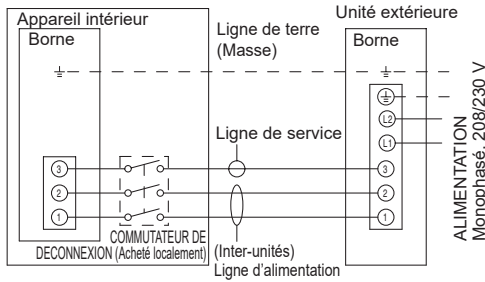 Appareil intérieur
Borne
Ligne de terre
(Masse)
Unité extérieure
Borne
L2
L1
Ligne de service
3
2
1
3
2
1
COMMUTATEUR DE
DECONNEXION (Acheté localement)
(Inter-unités)
Ligne d'alimentation
ALIMENTATION
Monophasé, 208/230 V